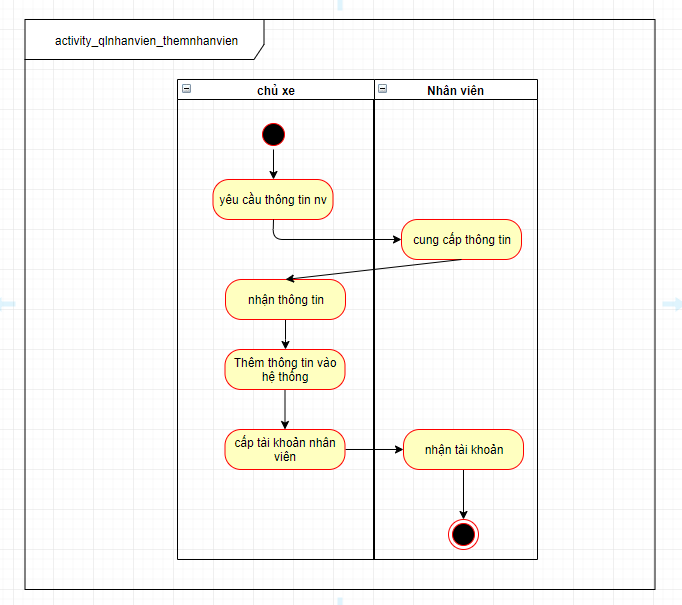 activity_qlnhanvien_themnhanvien
chủ xe
Nhân viên
yêu cầu thông tin nv
cung cấp thông tin
nhận thông tin
Thêm thông tin vào
hệ thống
cấp tài khoản nhân
viên
nhận tài khoản